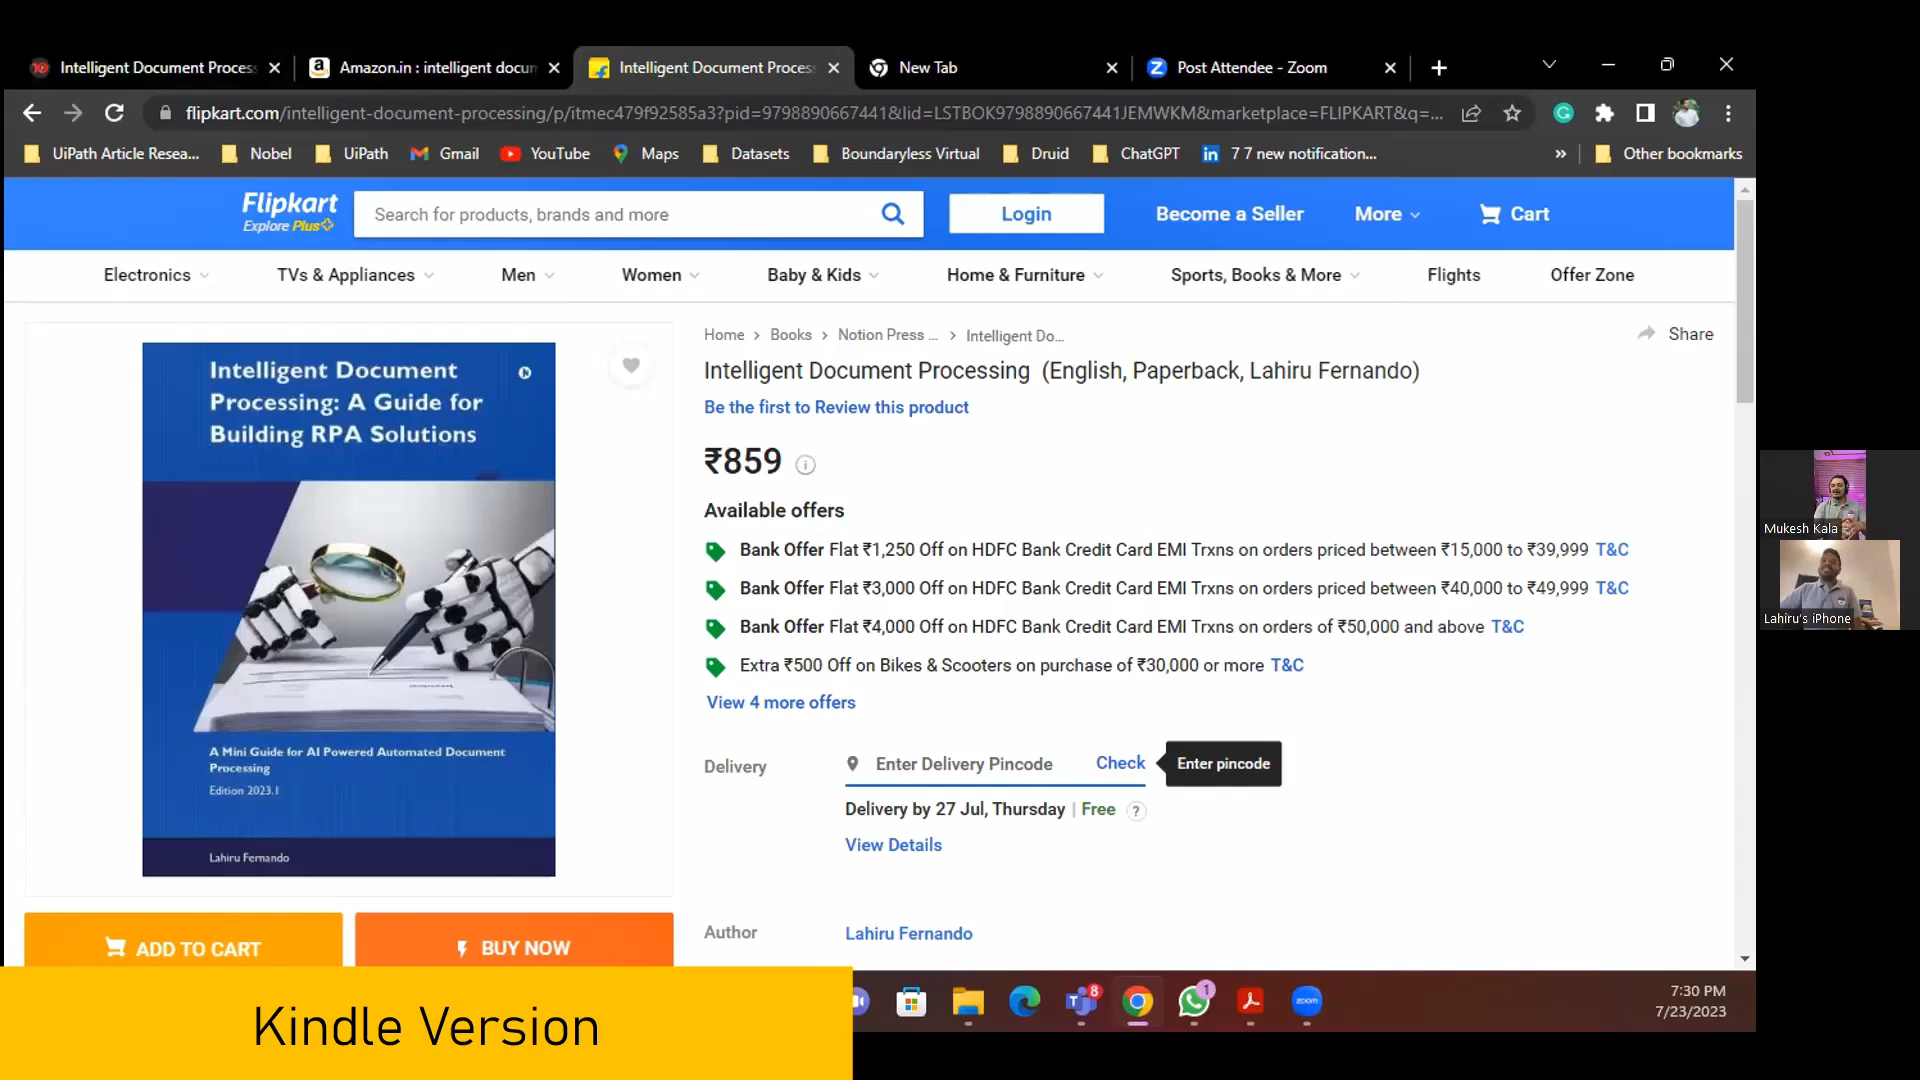 Intelligent Document Process
Amazon.in : intelligent docum
Intelligent Document Process
New Tab
Post Attendee - Zoom
flipkart.com/intelligent-document-processing/p/itmec479f92585a3?pid=9798890667441&lid=LSTBOK9798890667441JEMWKM&marketplace=FLIPKART&q=...
UiPath Article Resea...
Nobel
UiPath
Gmail
YouTube
Maps
Datasets
Boundaryless Virtual
Druid
ChatGPT
in
7 7 new notification...
»
Other bookmarks
Flipkart
Explore Plus
Search for products, brands and more
Login
Become a Seller
More
Cart
Electronics
TVs & Appliances
Men
Women
Baby & Kids
Home & Furniture
Sports, Books & More
Flights
Offer Zone
Intelligent Document
Processing: A Guide for
Building RPA Solutions
A Mini Guide for AI Powered Automated Document
Processing
Edition 2023.1
Lahiru Fernando
ADD TO CART
BUY NOW
Home > Books > Notion Press ... > Intelligent Do...
Share
Intelligent Document Processing (English, Paperback, Lahiru Fernando)
Be the first to Review this product
₹859
Available offers
Bank Offer Flat ₹1,250 Off on HDFC Bank Credit Card EMI Trxns on orders priced between ₹15,000 to ₹39,999 T&C
Bank Offer Flat ₹3,000 Off on HDFC Bank Credit Card EMI Trxns on orders priced between ₹40,000 to ₹49,999 T&C
Bank Offer Flat ₹4,000 Off on HDFC Bank Credit Card EMI Trxns on orders of ₹50,000 and above T&C
Extra ₹500 Off on Bikes & Scooters on purchase of ₹30,000 or more T&C
View 4 more offers
Delivery
Enter Delivery Pincode
Check
Enter pincode
Delivery by 27 Jul, Thursday | Free ?
View Details
Author
Lahiru Fernando
Mukesh Kala
Lahiru's iPhone
Kindle Version
8
1
zoom
7:30 PM
7/23/2023